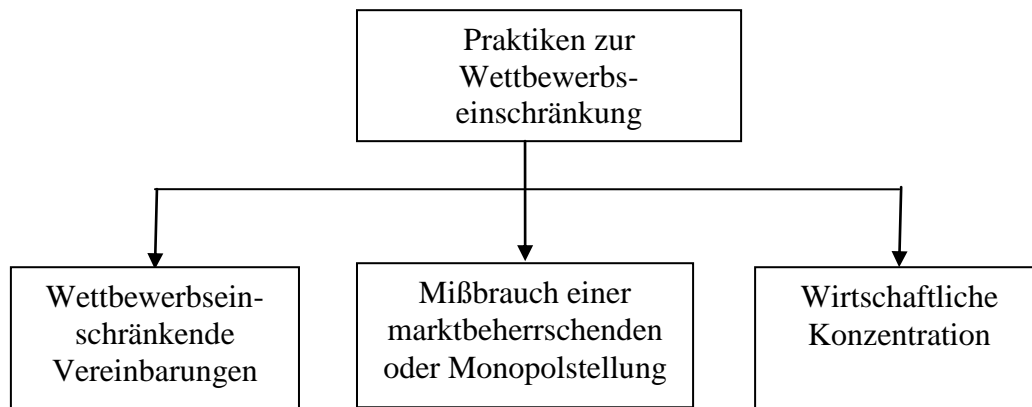 Praktiken zur
Wettbewerbs-
einschränkung
Wettbewerbsein-
schränkende
Vereinbarungen
Mißbrauch einer
marktbeherrschenden
oder Monopolstellung
Wirtschaftliche
Konzentration